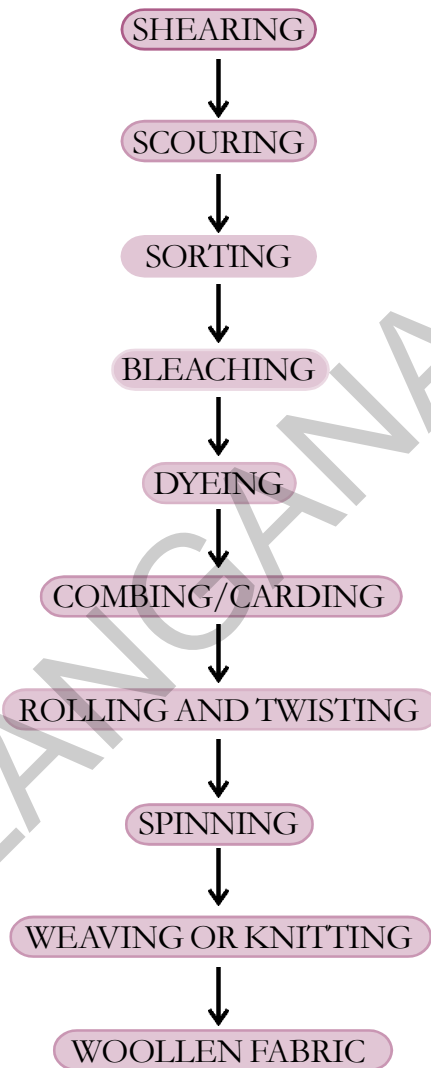 SHEARING
SCOURING
SORTING
BLEACHING
DYEING
COMBING/CARDING
ROLLING AND TWISTING
SPINNING
WEAVING OR KNITTING
WOOLLEN FABRIC